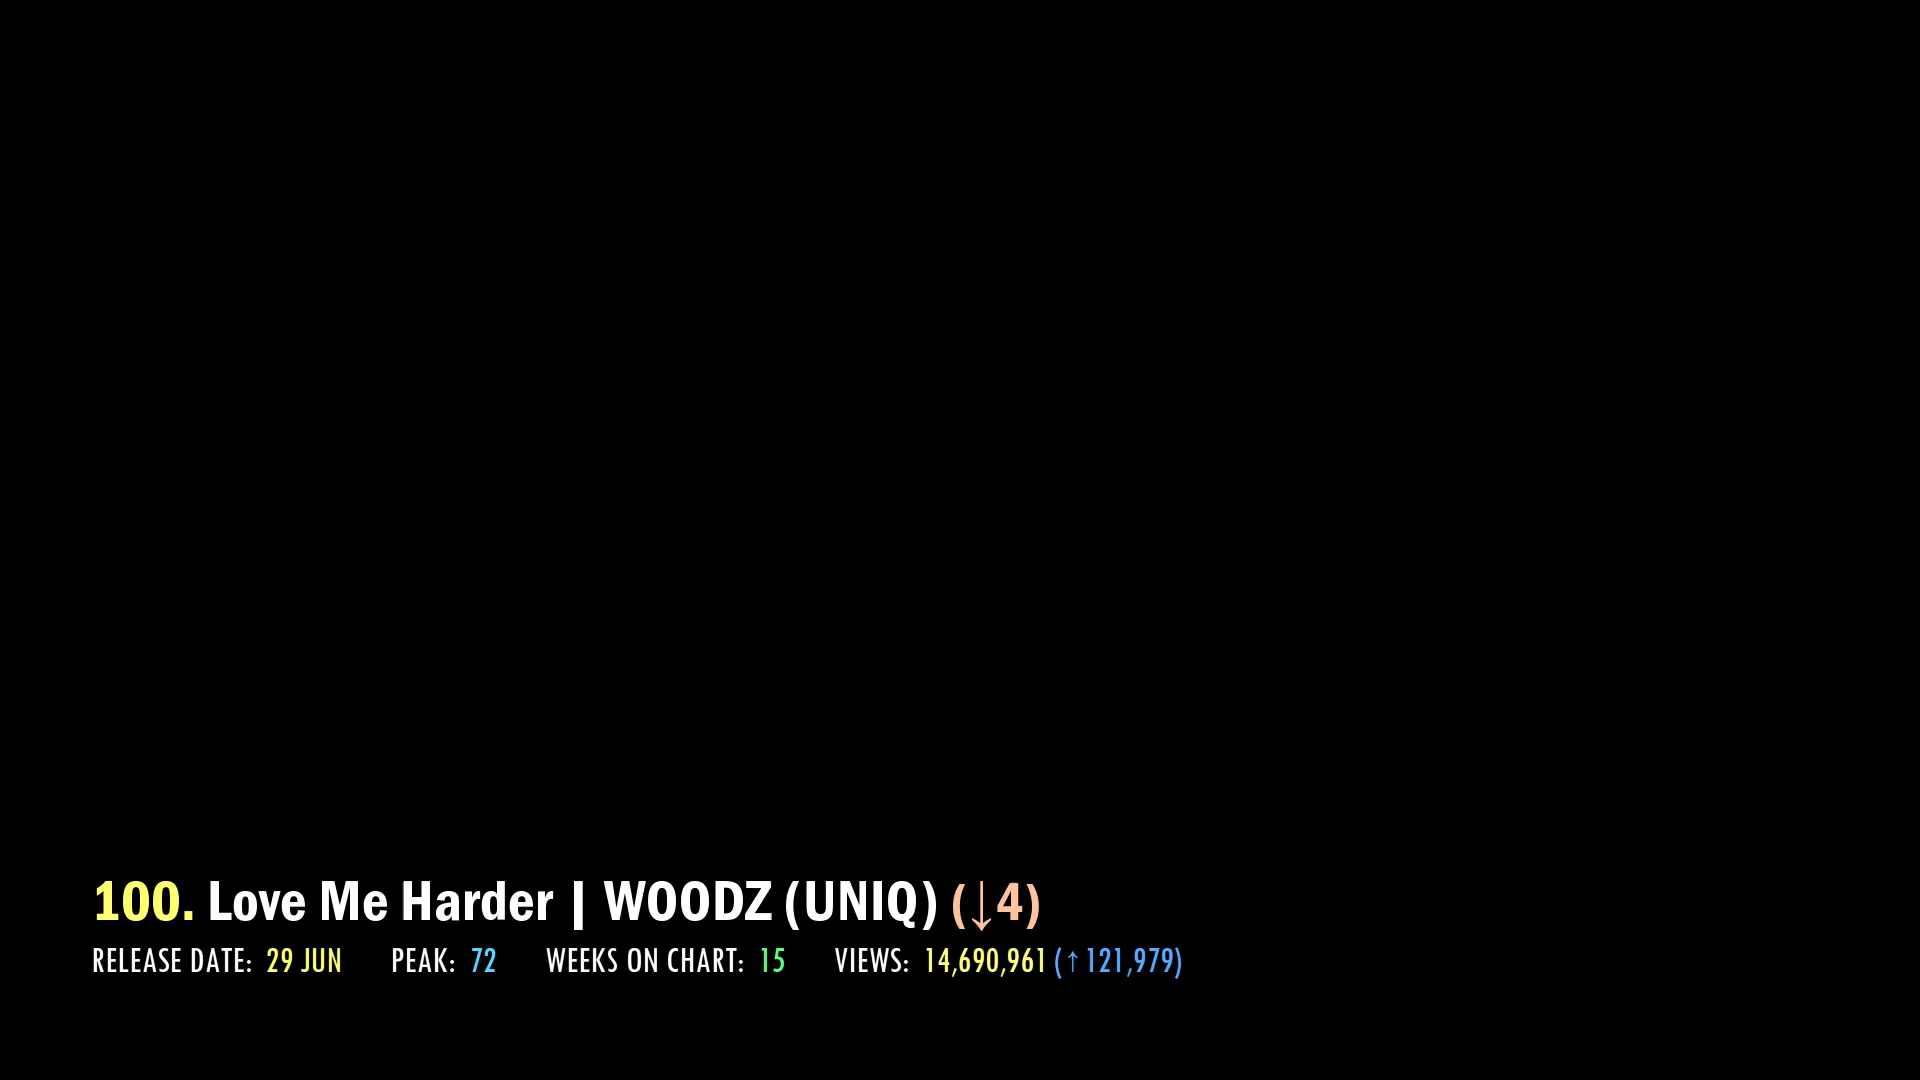 100. Love Me Harder | WOODZ (UNIQ) (↓4)
RELEASE DATE: 29 JUN PEAK: 72 WEEKS ON CHART: 15 VIEWS: 14,690,961 (↑121,979)